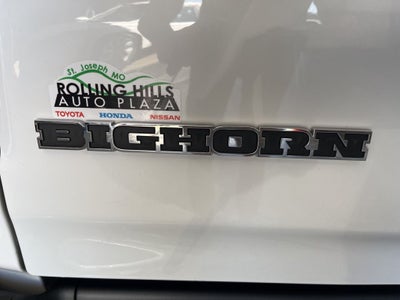 St. Joseph MO
ROLLING HILLS
AUTO PLAZA
TOYOTA HONDA NISSAN
BIGHORN